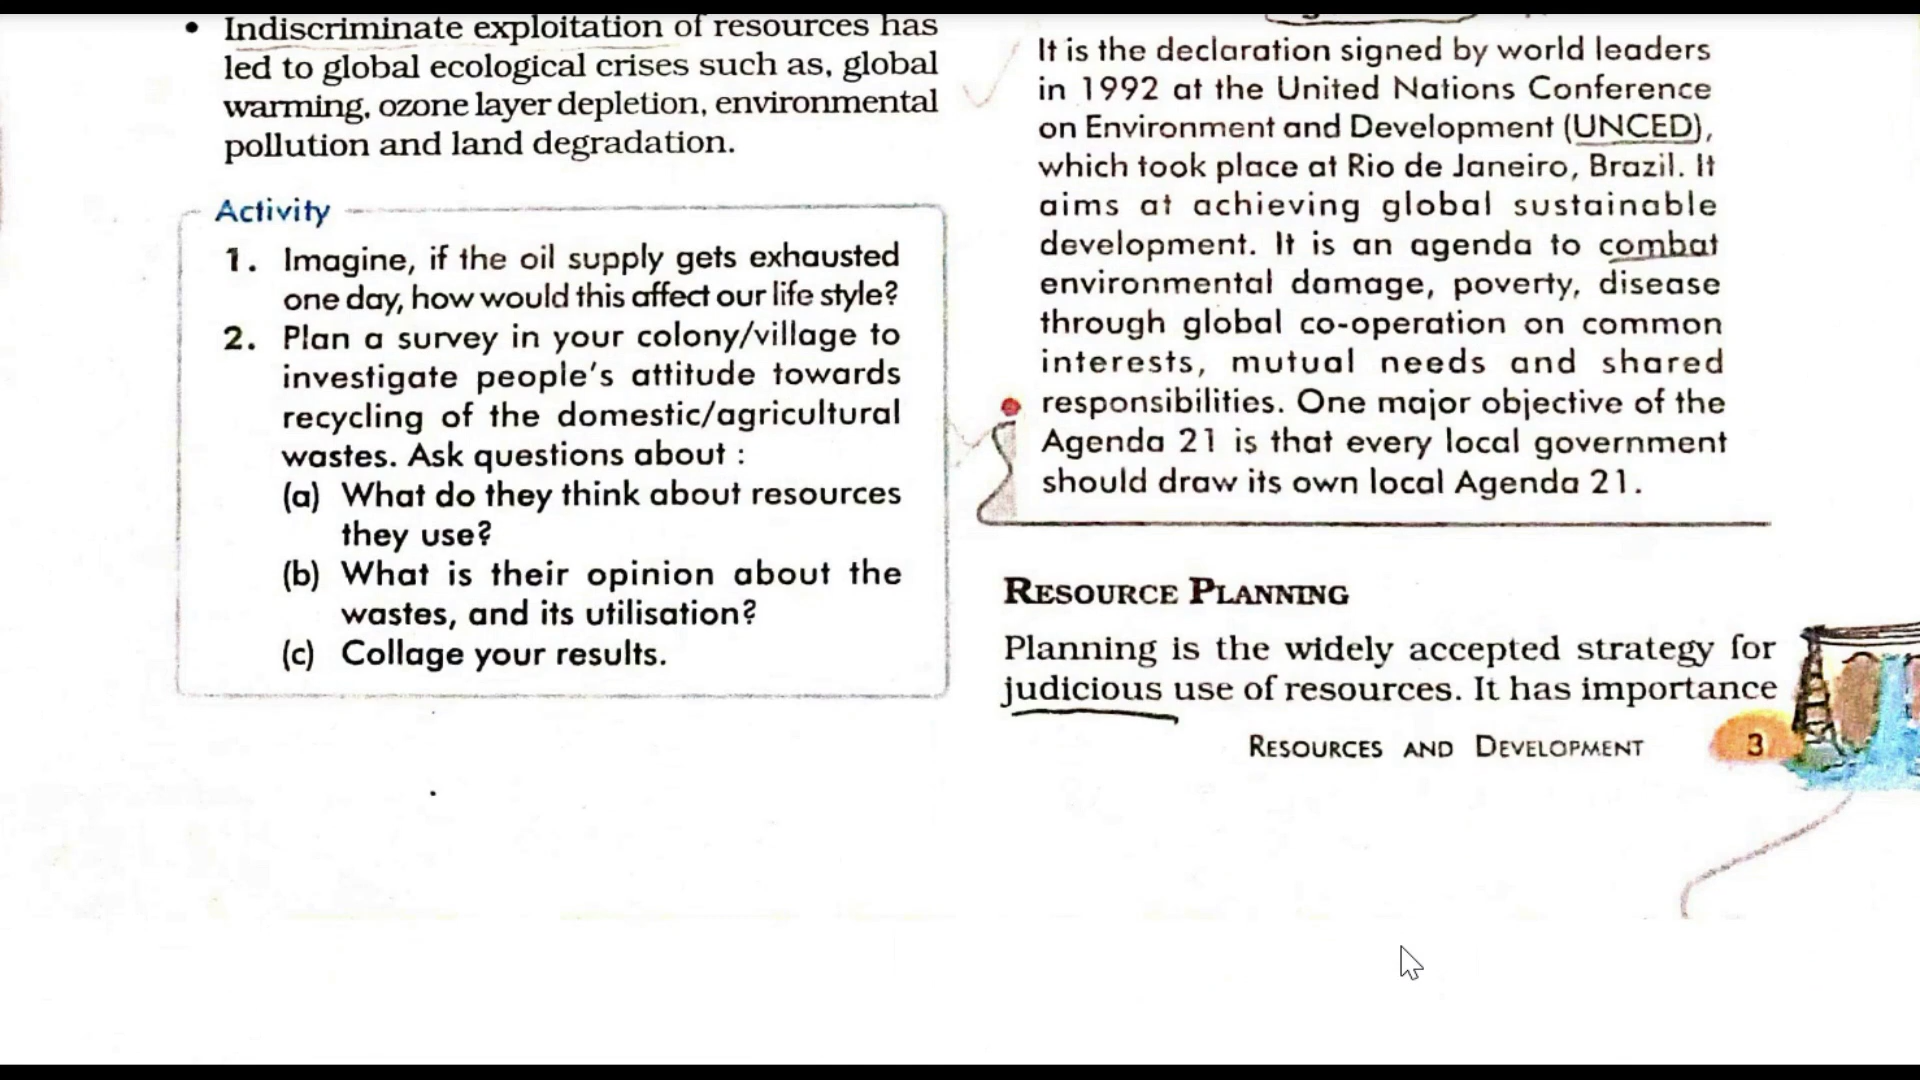 • Indiscriminate exploitation of resources has
led to global ecological crises such as, global
warming, ozone layer depletion, environmental
pollution and land degradation.
Activity
1. Imagine, if the oil supply gets exhausted
one day, how would this affect our life style?
2. Plan a survey in your colony/village to
investigate people's attitude towards
recycling of the domestic/agricultural
wastes. Ask questions about :
(a) What do they think about resources
they use?
(b) What is their opinion about the
wastes, and its utilisation?
(c) Collage your results.
It is the declaration signed by world leaders
in 1992 at the United Nations Conference
on Environment and Development (UNCED),
which took place at Rio de Janeiro, Brazil. It
aims at achieving global sustainable
development. It is an agenda to combat
environmental damage, poverty, disease
through global co-operation on common
interests, mutual needs and shared
responsibilities. One major objective of the
Agenda 21 is that every local government
should draw its own local Agenda 21.
RESOURCE PLANNING
Planning is the widely accepted strategy for
judicious use of resources. It has importance
RESOURCES AND DEVELOPMENT 3